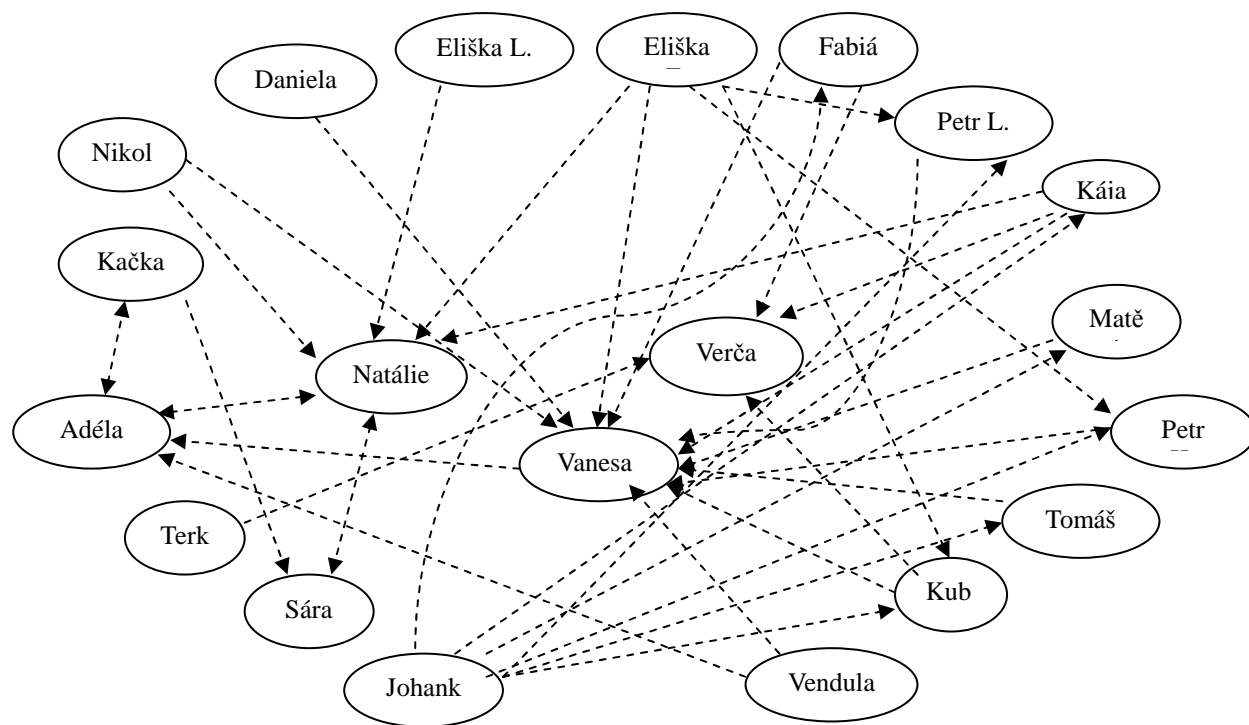 Eliška L.
Eliška
Fabiá
Daniela
Petr L.
Nikol
Kája
Kačka
Matě
Verča
Natálie
Adéla
Petr
Vanesa
Terk
Tomáš
Kub
Sára
Johank
Vendula